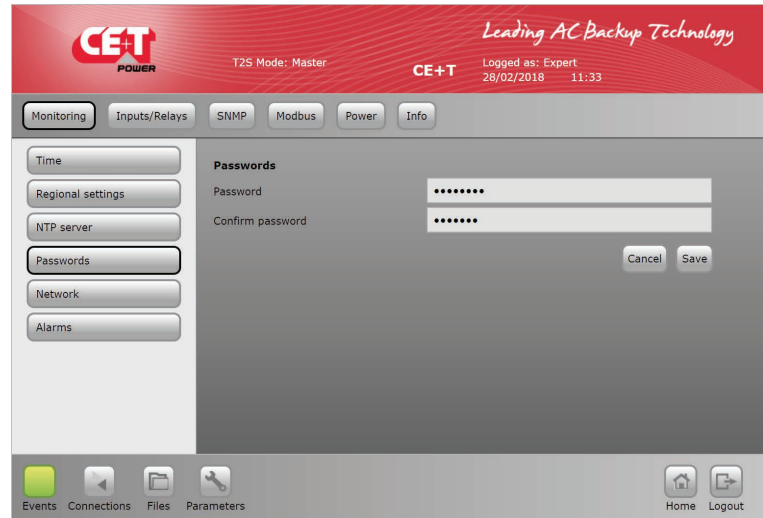 CE+T
POWER
Leading AC Backup Technology
T2S Mode: Master
CE+T
Logged as: Expert
28/02/2018 11:33
Monitoring Inputs/Relays SNMP Modbus Power Info
Time
Regional settings
NTP server
Passwords
Network
Alarms
Passwords
Password ••••••••
Confirm password •••••••
Cancel Save
Events Connections Files Parameters Home Logout